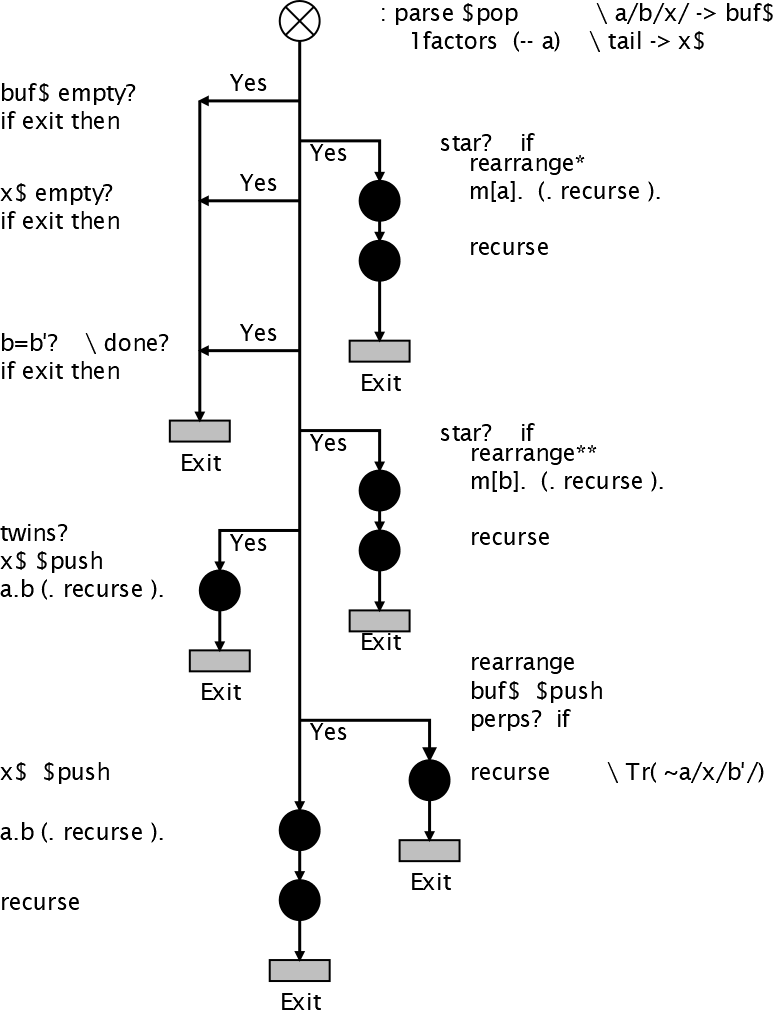 : parse $pop \ a/b/x/ -> buf$
1factors (-- a) \ tail -> x$
Yes
buf$ empty?
if exit then
Yes
star? if
rearrange*
m[a]. (. recurse ).
Yes
x$ empty?
if exit then
recurse
Yes
b=b'? \ done?
if exit then
Exit
Yes
star? if
rearrange**
m[b]. (. recurse ).
Exit
twins?
Yes
x$ $push
a.b (. recurse ).
recurse
Exit
Exit
rearrange
buf$ $push
perps? if
Yes
x$ $push
recurse \ Tr( ~a/x/b'/)
a.b (. recurse ).
Exit
recurse
Exit